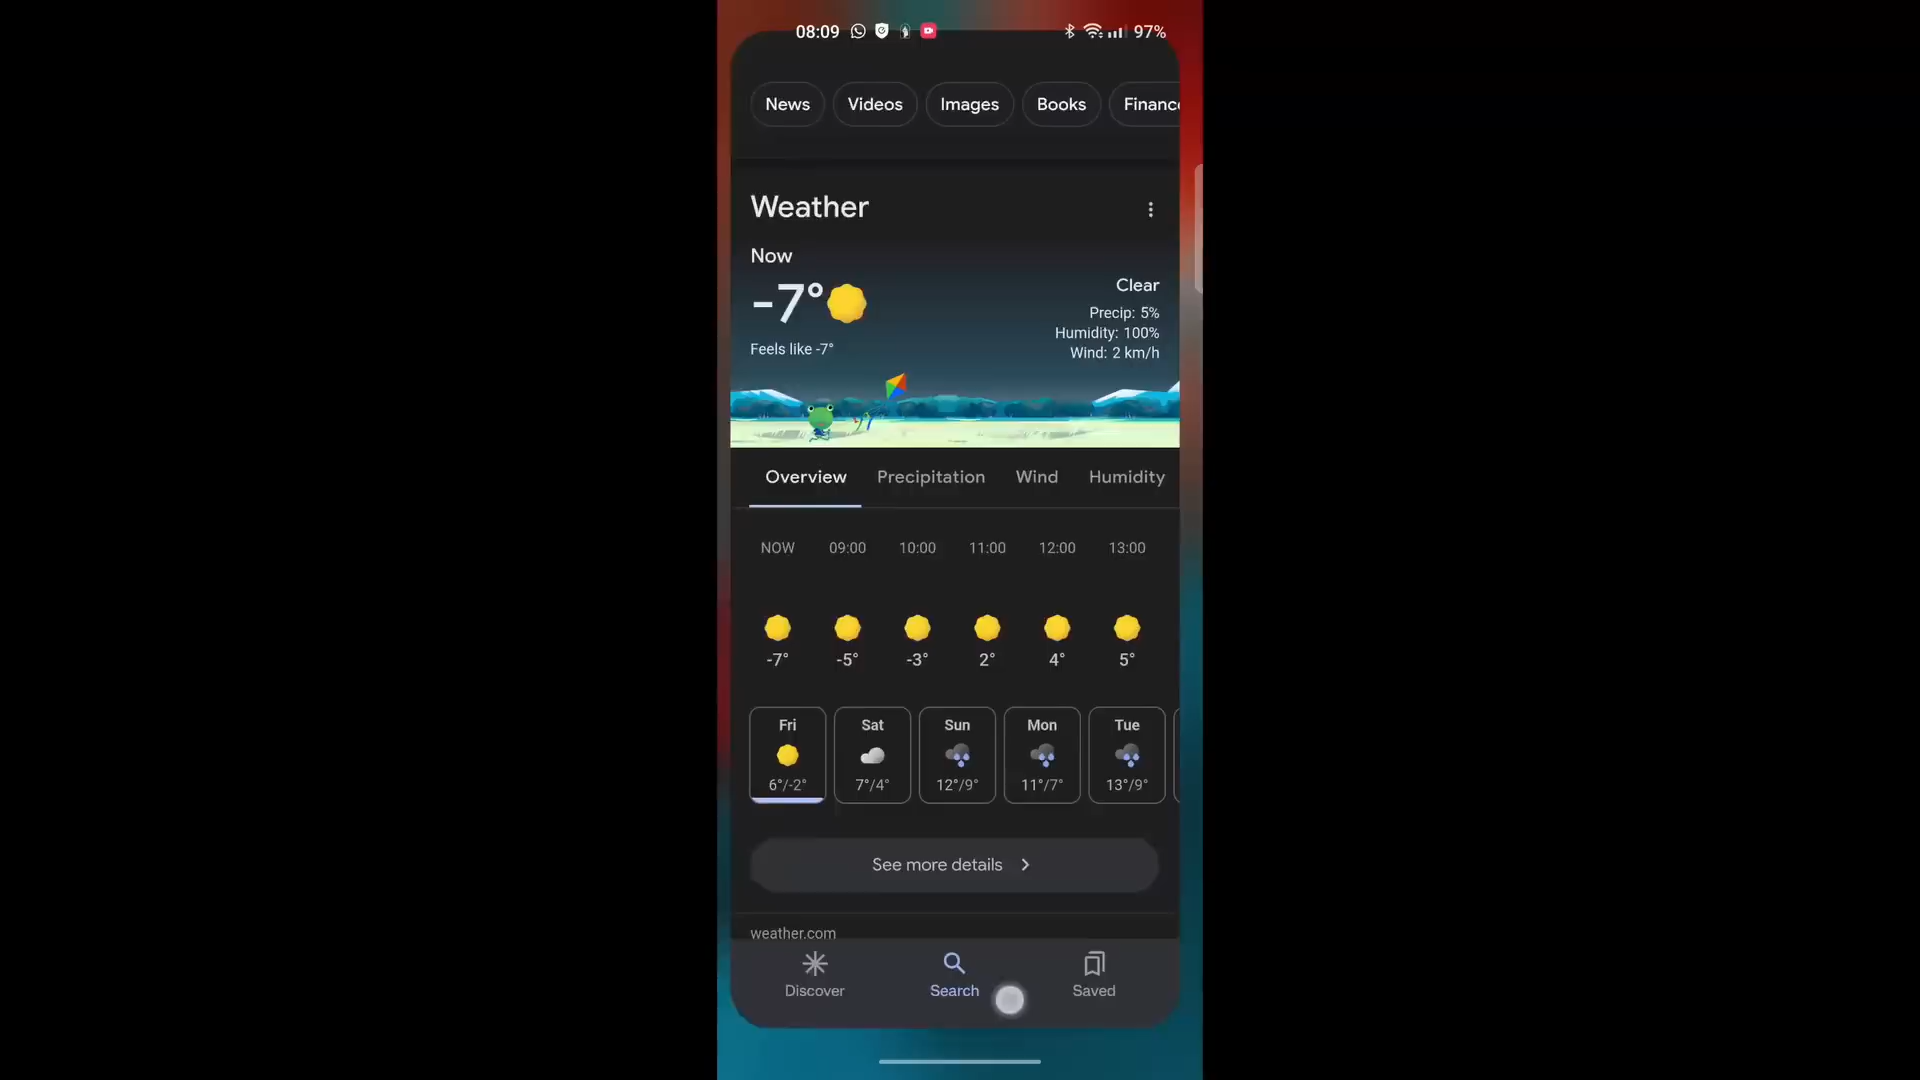 08:09 97%
News Videos Images Books Financ
Weather
Now
-7°
Feels like -7°
Clear
Precip: 5%
Humidity: 100%
Wind: 2 km/h
Overview Precipitation Wind Humidity
NOW 09:00 10:00 11:00 12:00 13:00
-7° -5° -3° 2° 4° 5°
Fri Sat Sun Mon Tue
6°/-2° 7°/4° 12°/9° 11°/7° 13°/9°
See more details
weather.com
Discover Search Saved